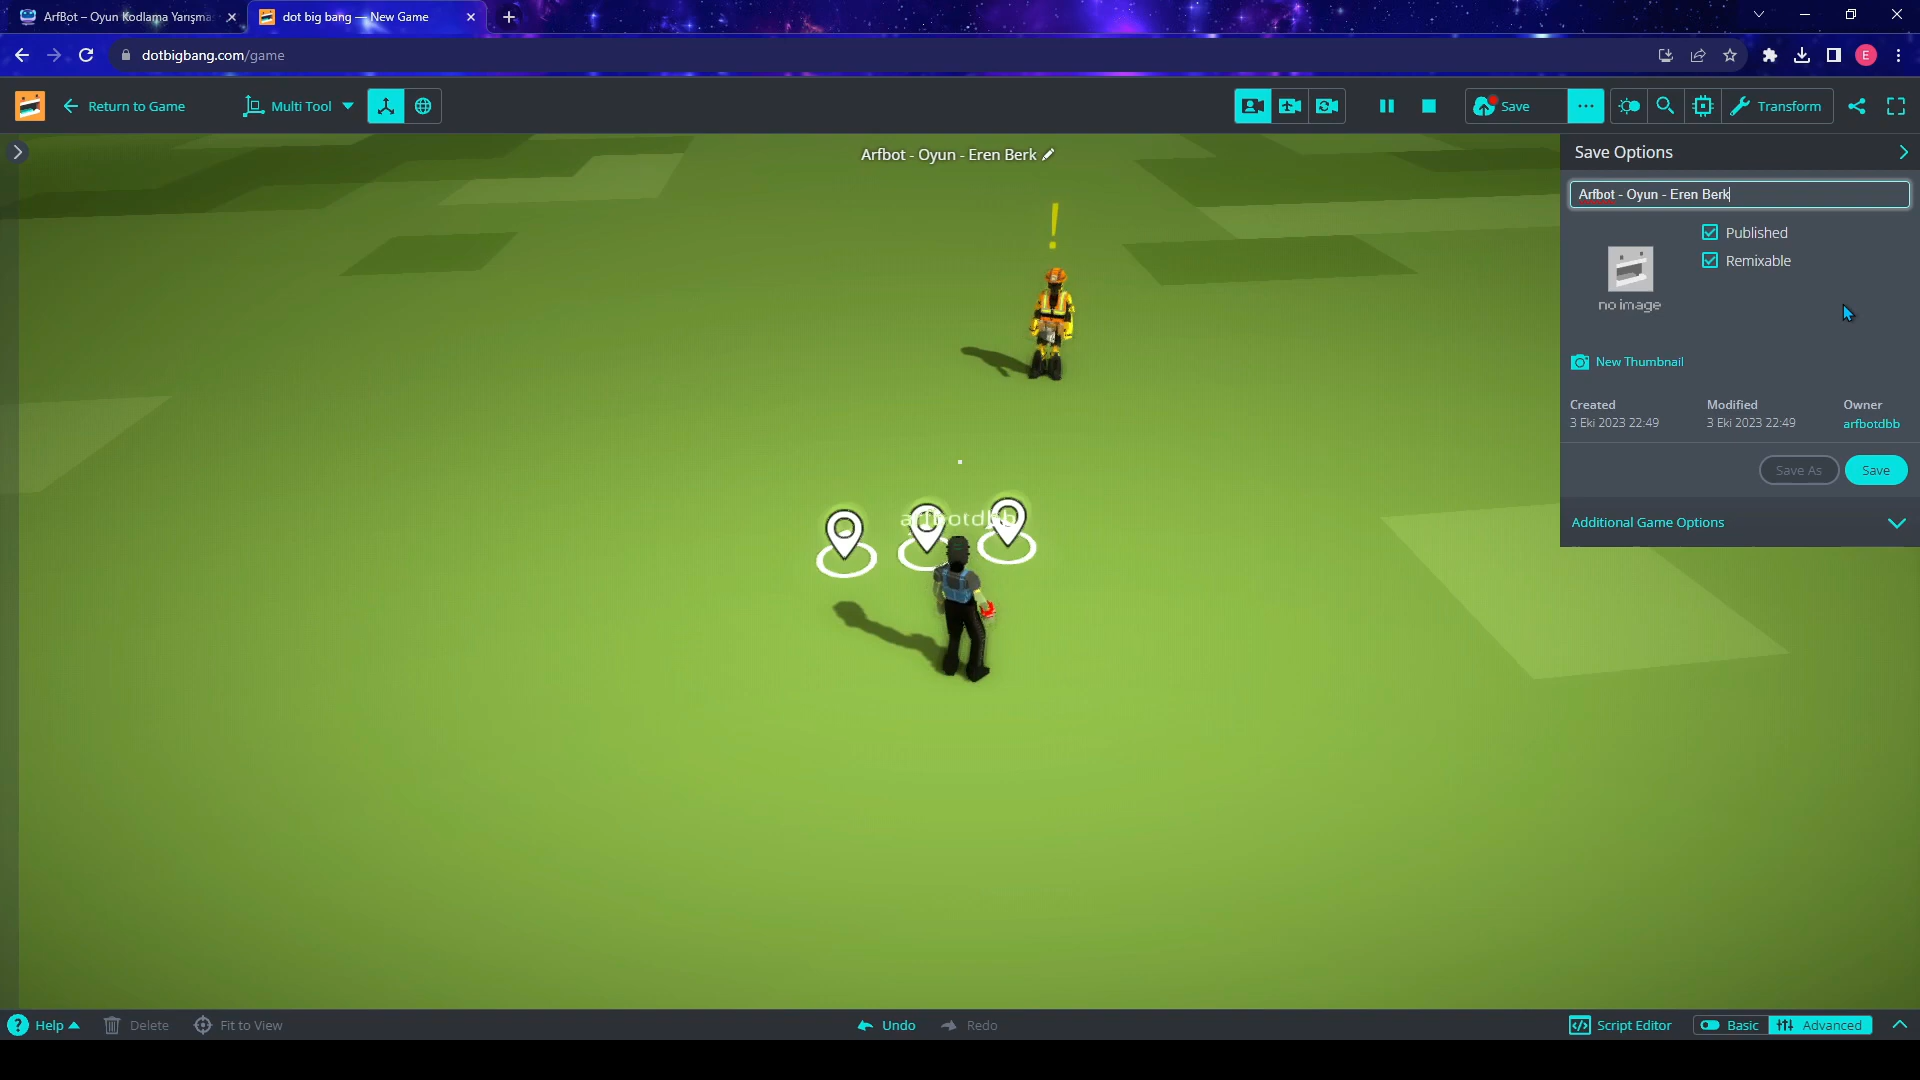 ArfBot – Oyun Kodlama Yarışma
dot big bang — New Game
dotbigbang.com/game
E
Return to Game
Multi Tool
Save
Transform
Arfbot - Oyun - Eren Berk
Save Options
Arfbot - Oyun - Eren Berk
Published
Remixable
no image
New Thumbnail
Created
Modified
Owner
3 Eki 2023 22:49
3 Eki 2023 22:49
arfbotdbb
Save As
Save
arfbotdbb
Additional Game Options
? Help
Delete
Fit to View
Undo
Redo
Script Editor
Basic
Advanced